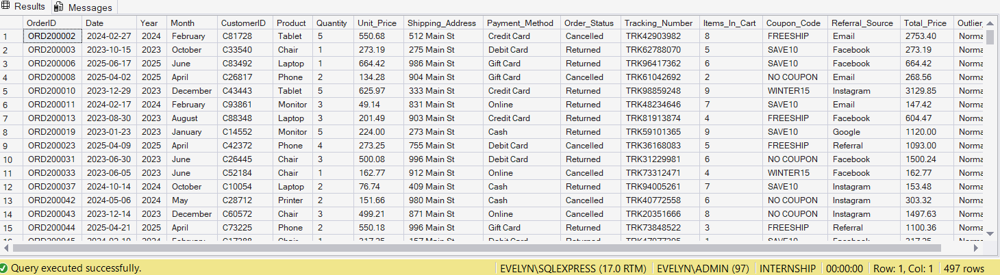 Results Messages
OrderID Date Year Month CustomerID Product Quantity Unit_Price Shipping_Address Payment_Method Order_Status Tracking_Number Items_In_Cart Coupon_Code Referral_Source Total_Price Outlier_
1 ORD200002 2024-02-27 2024 February C81728 Tablet 5 550.68 512 Main St Credit Card Cancelled TRK42903982 8 FREESHIP Email 2753.40 Norma
2 ORD200003 2023-10-15 2023 October C33540 Chair 1 273.19 275 Main St Debit Card Returned TRK62788070 5 SAVE10 Facebook 273.19 Norma
3 ORD200006 2025-06-17 2025 June C83492 Laptop 1 664.42 986 Main St Gift Card Returned TRK96417362 6 SAVE10 Facebook 664.42 Norma
4 ORD200008 2025-04-02 2025 April C26817 Phone 2 134.28 904 Main St Gift Card Cancelled TRK61042692 2 NO COUPON Email 268.56 Norma
5 ORD200010 2023-12-29 2023 December C43443 Tablet 5 625.97 333 Main St Credit Card Returned TRK98859248 9 WINTER15 Instagram 3129.85 Norma
6 ORD200011 2024-02-17 2024 February C93861 Monitor 3 49.14 831 Main St Online Returned TRK48234646 7 SAVE10 Email 147.42 Norma
7 ORD200013 2023-08-30 2023 August C88348 Laptop 3 201.49 903 Main St Credit Card Returned TRK81913874 4 FREESHIP Facebook 604.47 Norma
8 ORD200019 2023-01-23 2023 January C14552 Monitor 5 224.00 273 Main St Cash Returned TRK59101365 9 SAVE10 Google 1120.00 Norma
9 ORD200023 2025-04-09 2025 April C42372 Phone 4 273.25 755 Main St Debit Card Cancelled TRK36168083 5 FREESHIP Referral 1093.00 Norma
10 ORD200031 2023-06-30 2023 June C26445 Chair 3 500.08 996 Main St Debit Card Returned TRK31229981 6 NO COUPON Facebook 1500.24 Norma
11 ORD200033 2023-06-05 2023 June C52184 Chair 1 162.77 912 Main St Online Cancelled TRK73312471 4 WINTER15 Facebook 162.77 Norma
12 ORD200037 2024-10-14 2024 October C10054 Laptop 2 76.74 409 Main St Cash Returned TRK94005261 7 SAVE10 Instagram 153.48 Norma
13 ORD200042 2024-05-06 2024 May C28712 Printer 2 151.66 980 Main St Cash Cancelled TRK40772558 6 NO COUPON Instagram 303.32 Norma
14 ORD200043 2023-12-14 2023 December C60572 Chair 3 499.21 871 Main St Online Cancelled TRK20351666 8 NO COUPON Instagram 1497.63 Norma
15 ORD200044 2025-04-21 2025 April C73225 Phone 2 550.18 996 Main St Gift Card Returned TRK73848522 3 FREESHIP Referral 1100.36 Norma
Query executed successfully. EVELYN\SQLEXPRESS (17.0 RTM) EVELYN\ADMIN (97) INTERNSHIP 00:00:00 Row: 1, Col: 1 497 rows